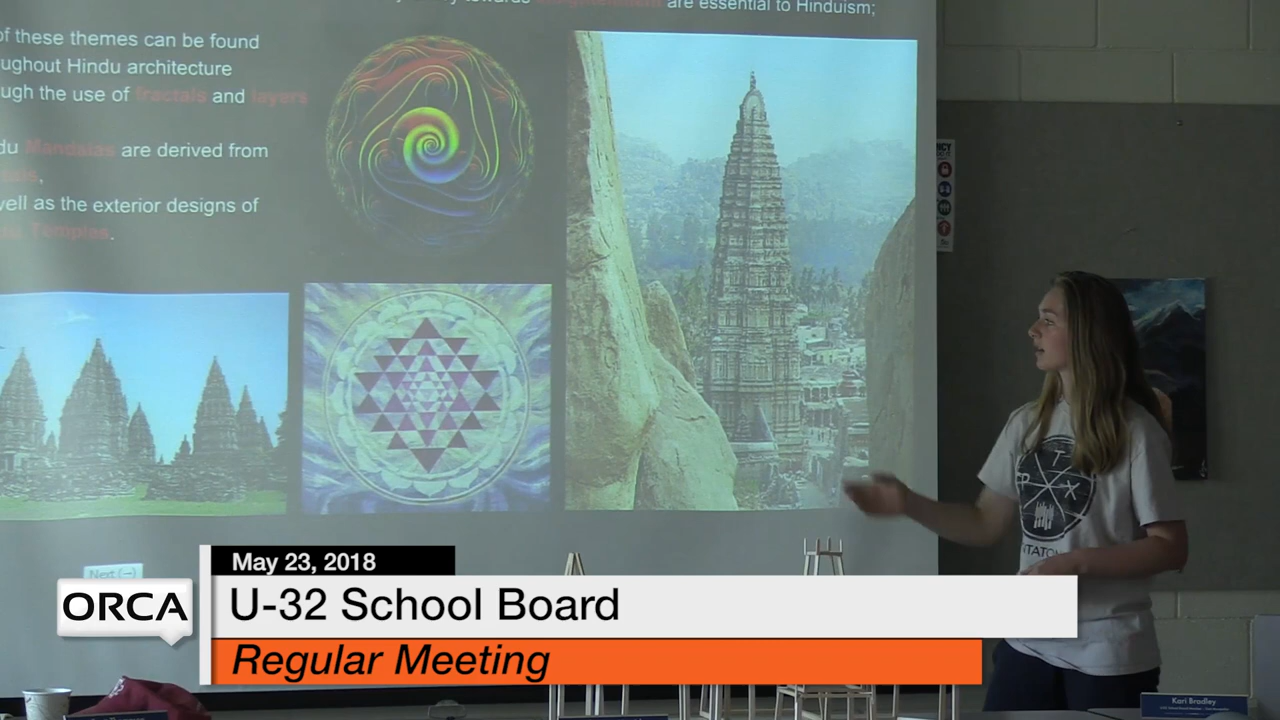 are essential to Hinduism;
of these themes can be found
ughout Hindu architecture
ugh the use of fractals and layers
du Mandalas are derived from
vell as the exterior designs of
Temples.
Next (→)
May 23, 2018
ORCA
U-32 School Board
Regular Meeting
P T X
NTATO
Kari Bradley